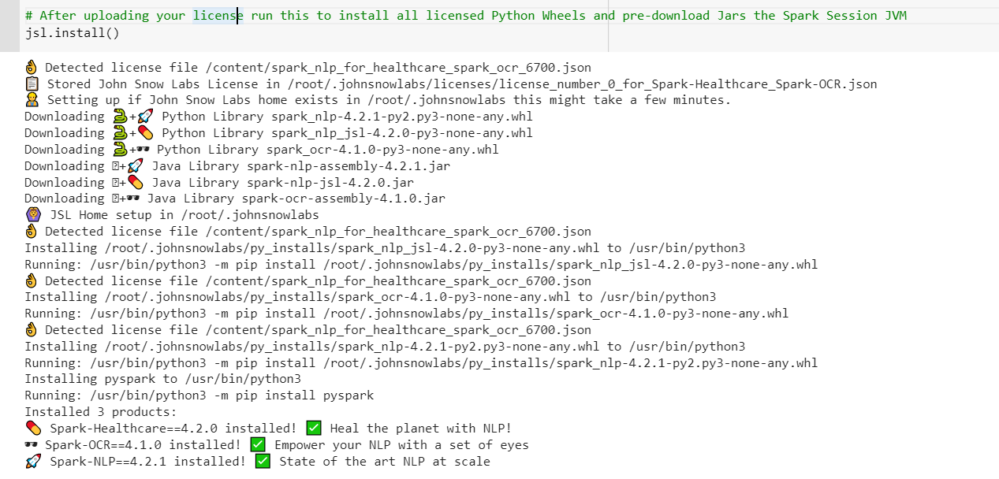 # After uploading your license run this to install all licensed Python Wheels and pre-download Jars the Spark Session JVM
jsl.install()
👌 Detected license file /content/spark_nlp_for_healthcare_spark_ocr_6700.json
📋 Stored John Snow Labs License in /root/.johnsnowlabs/licenses/license_number_0_for_Spark-Healthcare_Spark-OCR.json
👷 Setting up if John Snow Labs home exists in /root/.johnsnowlabs this might take a few minutes.
Downloading 🐍+🚀 Python Library spark_nlp-4.2.1-py2.py3-none-any.whl
Downloading 🐍+💊 Python Library spark_nlp_jsl-4.2.0-py3-none-any.whl
Downloading 🐍+🕶 Python Library spark_ocr-4.1.0-py3-none-any.whl
Downloading +🚀 Java Library spark-nlp-assembly-4.2.1.jar
Downloading +💊 Java Library spark-nlp-jsl-4.2.0.jar
Downloading +🕶 Java Library spark-ocr-assembly-4.1.0.jar
🙆 JSL Home setup in /root/.johnsnowlabs
👌 Detected license file /content/spark_nlp_for_healthcare_spark_ocr_6700.json
Installing /root/.johnsnowlabs/py_installs/spark_nlp_jsl-4.2.0-py3-none-any.whl to /usr/bin/python3
Running: /usr/bin/python3 -m pip install /root/.johnsnowlabs/py_installs/spark_nlp_jsl-4.2.0-py3-none-any.whl
👌 Detected license file /content/spark_nlp_for_healthcare_spark_ocr_6700.json
Installing /root/.johnsnowlabs/py_installs/spark_ocr-4.1.0-py3-none-any.whl to /usr/bin/python3
Running: /usr/bin/python3 -m pip install /root/.johnsnowlabs/py_installs/spark_ocr-4.1.0-py3-none-any.whl
👌 Detected license file /content/spark_nlp_for_healthcare_spark_ocr_6700.json
Installing /root/.johnsnowlabs/py_installs/spark_nlp-4.2.1-py2.py3-none-any.whl to /usr/bin/python3
Running: /usr/bin/python3 -m pip install /root/.johnsnowlabs/py_installs/spark_nlp-4.2.1-py2.py3-none-any.whl
Installing pyspark to /usr/bin/python3
Running: /usr/bin/python3 -m pip install pyspark
Installed 3 products:
💊 Spark-Healthcare==4.2.0 installed! ✅ Heal the planet with NLP!
🕶 Spark-OCR==4.1.0 installed! ✅ Empower your NLP with a set of eyes
🚀 Spark-NLP==4.2.1 installed! ✅ State of the art NLP at scale